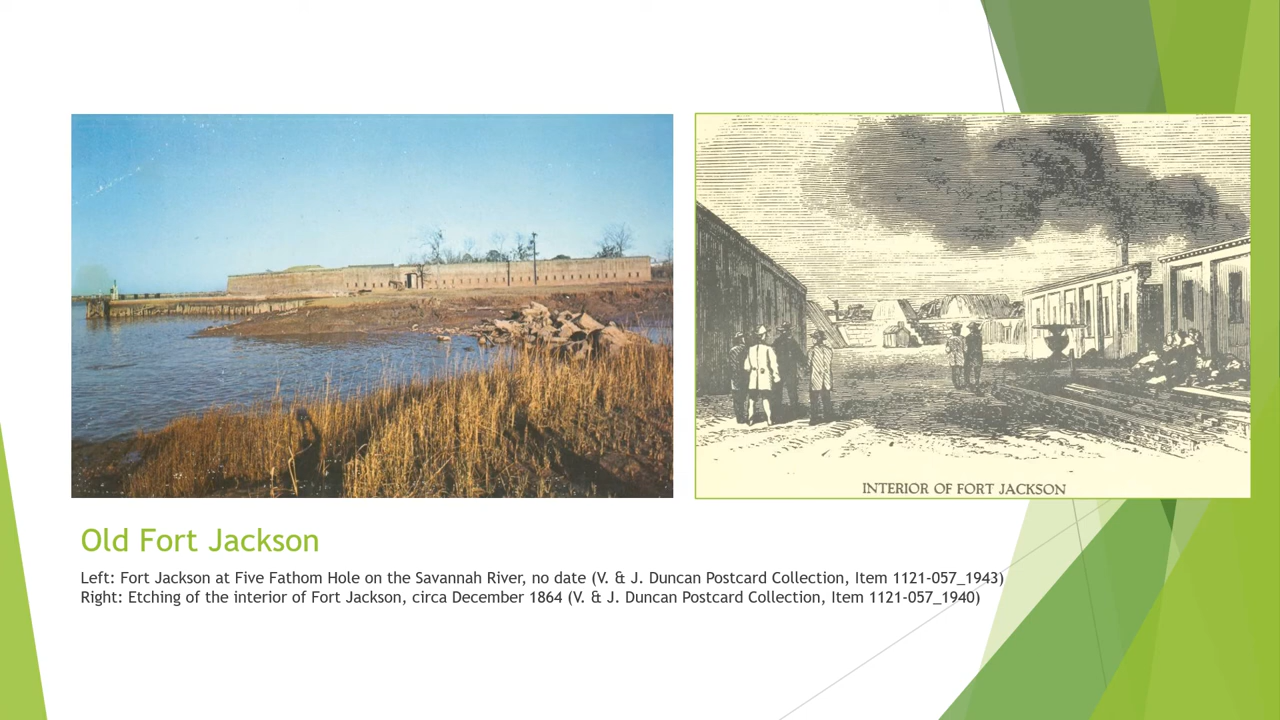 INTERIOR OF FORT JACKSON
Old Fort Jackson
Left: Fort Jackson at Five Fathom Hole on the Savannah River, no date (V. & J. Duncan Postcard Collection, Item 1121-057_1943)
Right: Etching of the interior of Fort Jackson, circa December 1864 (V. & J. Duncan Postcard Collection, Item 1121-057_1940)